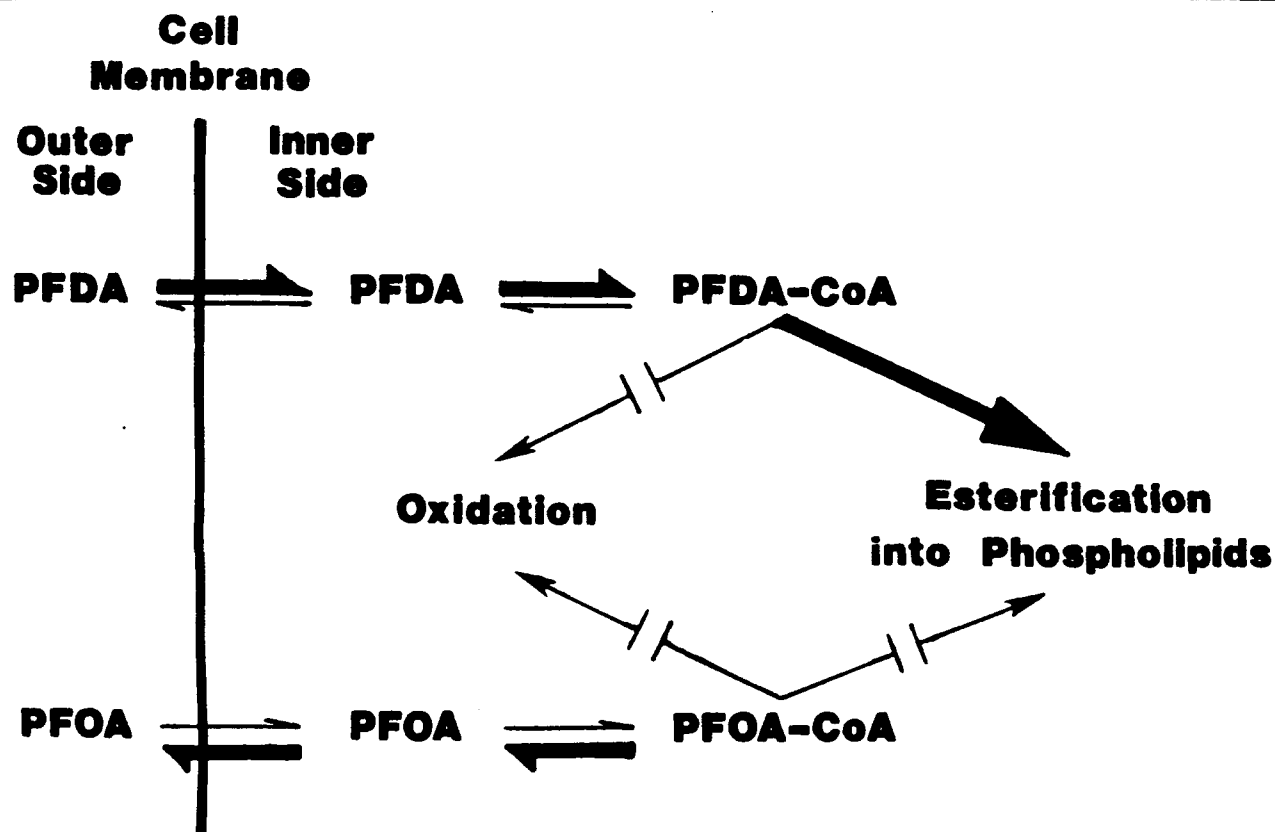 Cell
Membrane
Outer
Side
Inner
Side
PFDA PFDA PFDA-CoA
Oxidation
Esterification
into Phospholipids
PFOA PFOA PFOA-CoA